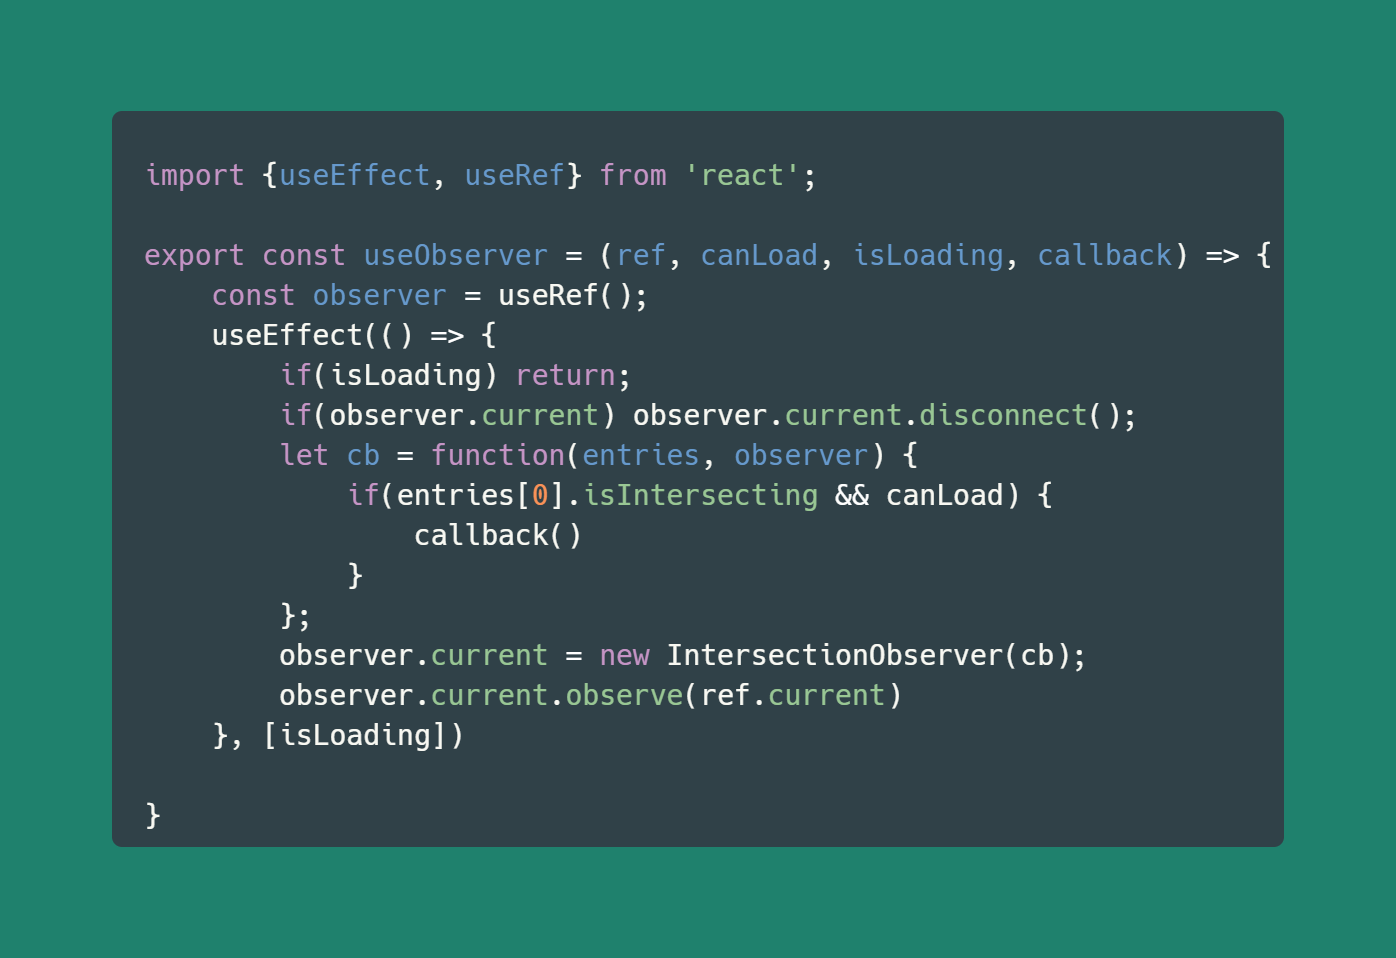 import {useEffect, useRef} from 'react';

export const useObserver = (ref, canLoad, isLoading, callback) => {
    const observer = useRef();
    useEffect(() => {
        if(isLoading) return;
        if(observer.current) observer.current.disconnect();
        let cb = function(entries, observer) {
            if(entries[0].isIntersecting && canLoad) {
                callback()
            }
        };
        observer.current = new IntersectionObserver(cb);
        observer.current.observe(ref.current)
    }, [isLoading])

}